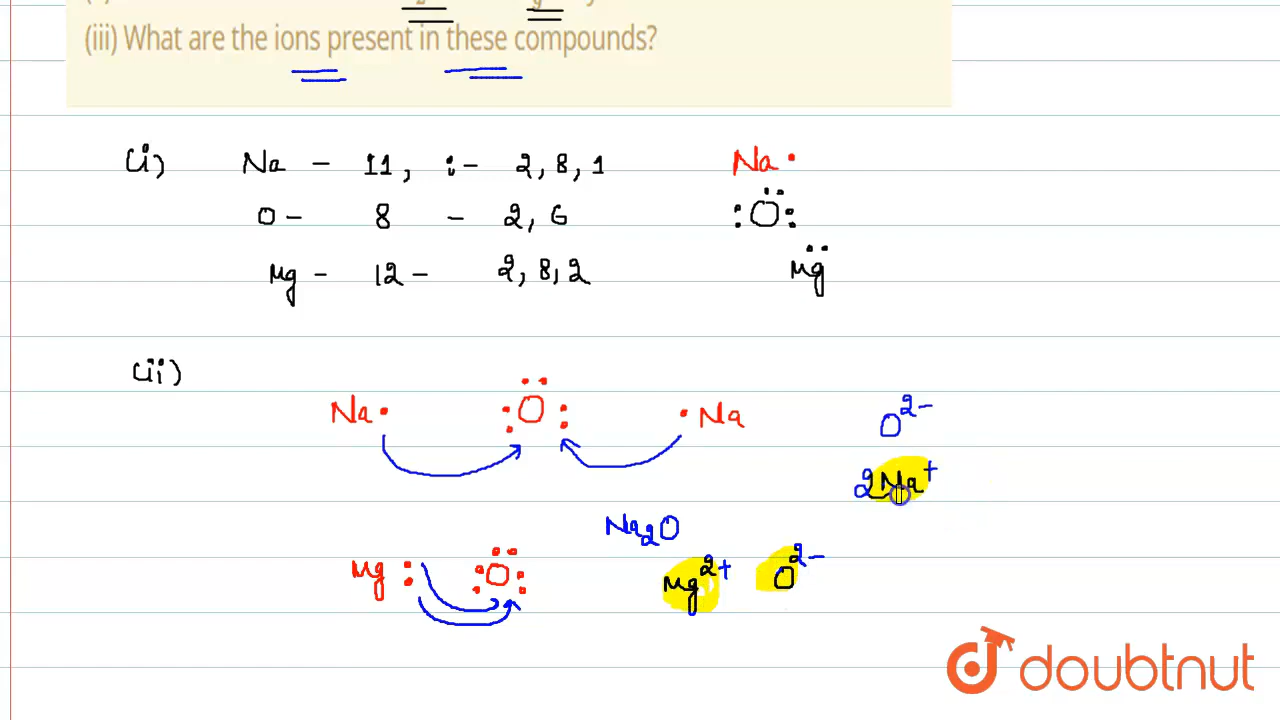 (iii) What are the ions present in these compounds?
(i) Na - 11, :- 2, 8, 1 Na·
O - 8 - 2, 6 O
Mg - 12 - 2, 8, 2 Mg
(ii)
Na· O ·Na O²⁻
2Na⁺
Na₂O
Mg: O Mg²⁺ O²⁻
doubtnut